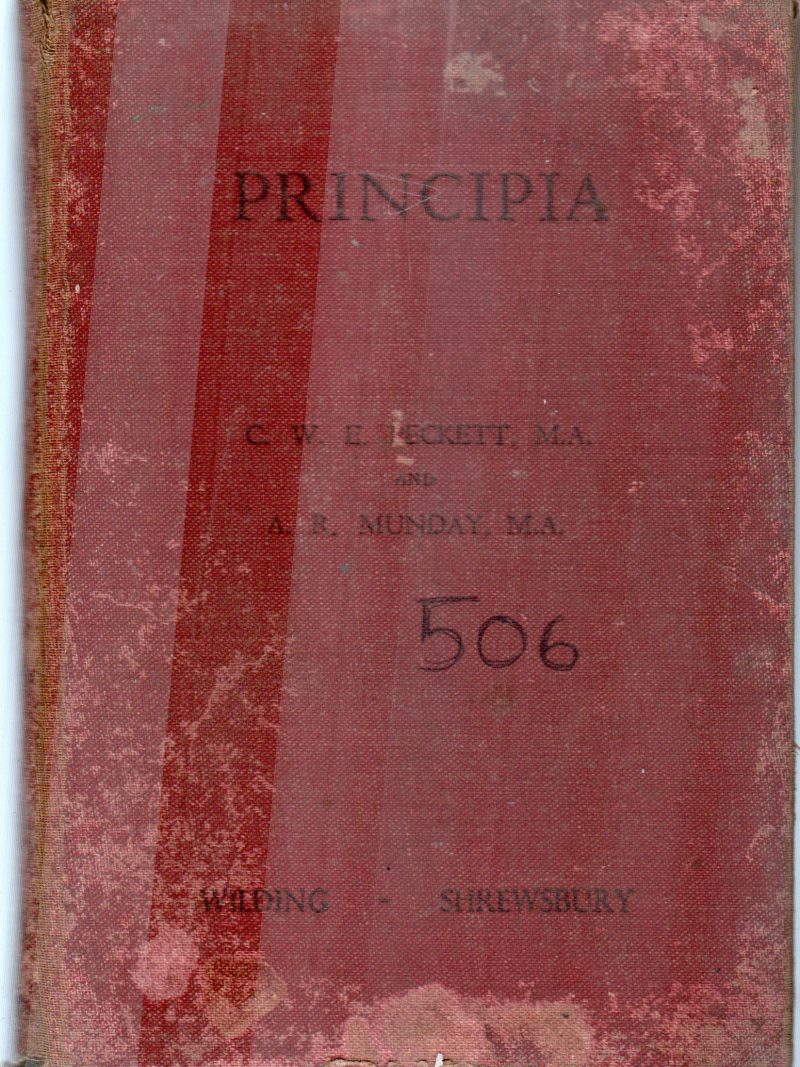 PRINCIPIA
C. W. E. PECKETT, M.A.
AND
A. R. MUNDAY, M.A.
506
WILDING - SHREWSBURY